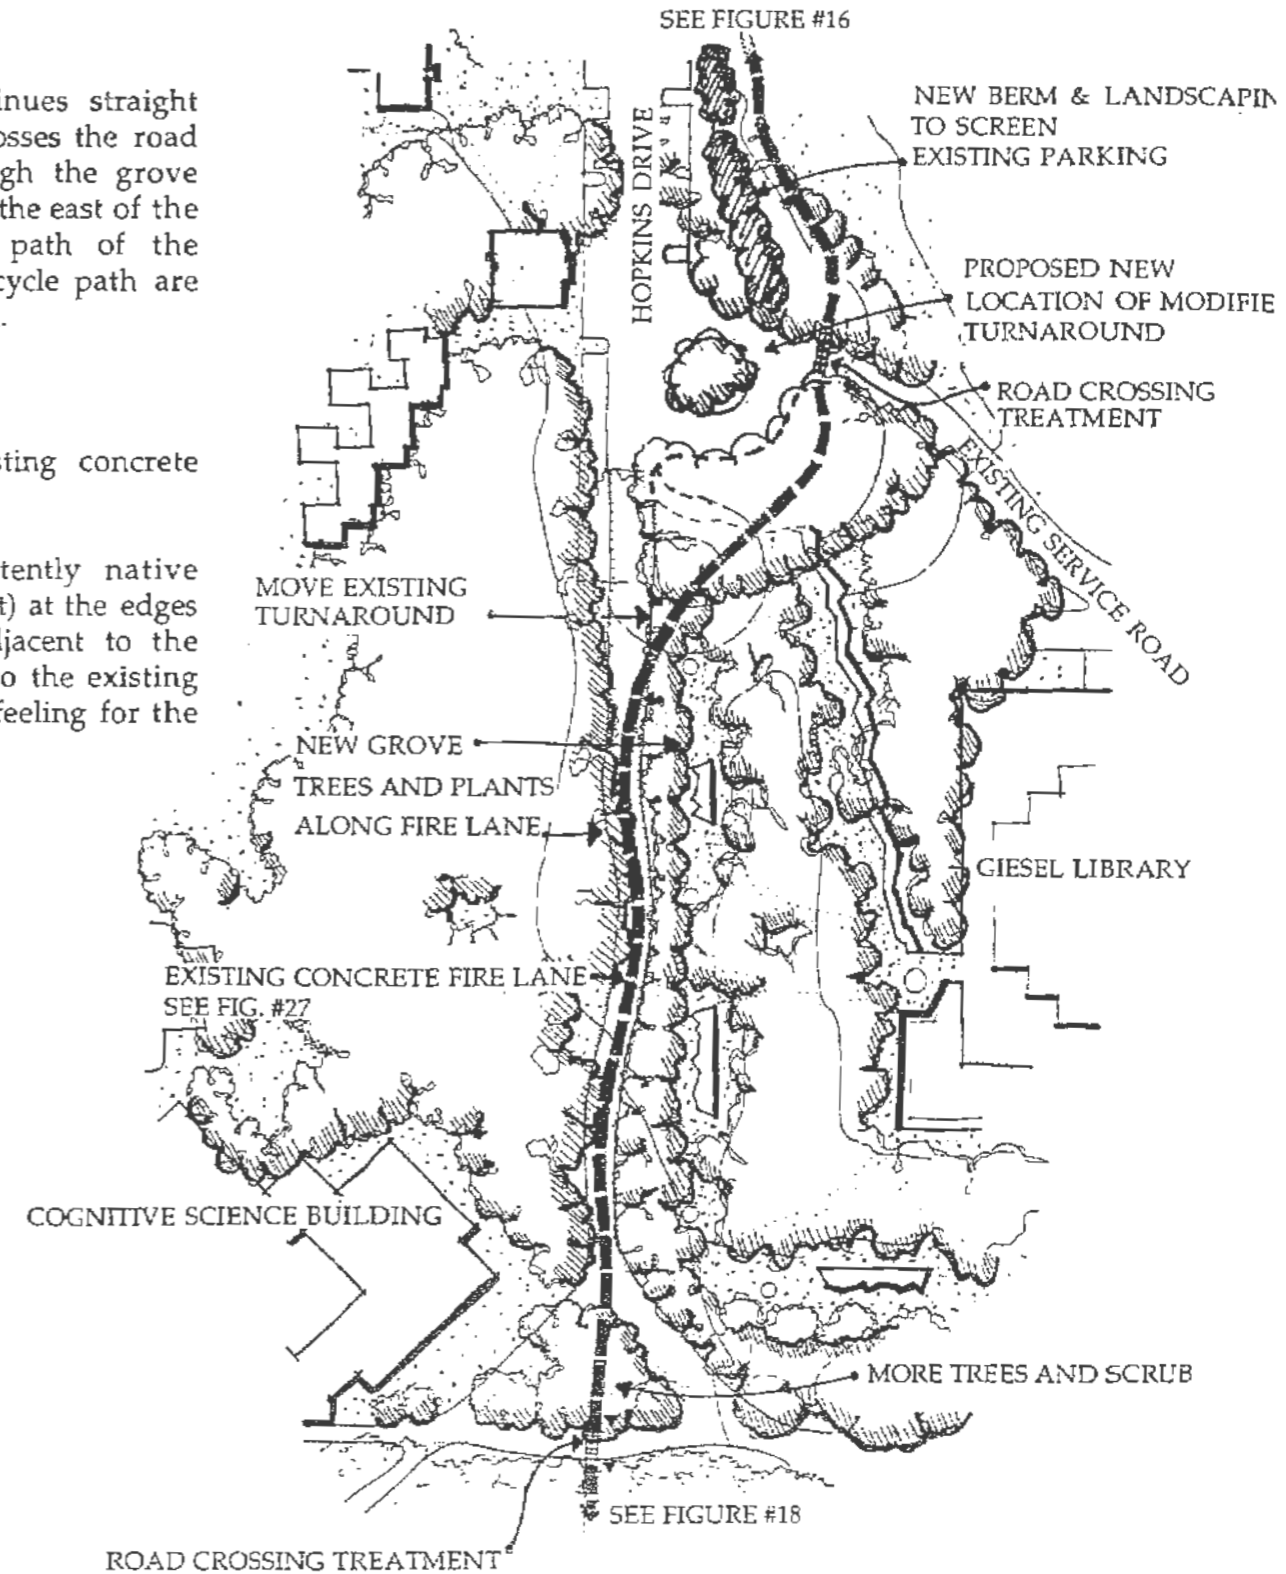 SEE FIGURE #16
inues straight
osses the road
gh the grove
the east of the
path of the
cycle path are
sting concrete
tently native
t) at the edges
djacent to the
o the existing
feeling for the
NEW BERM & LANDSCAPIN
TO SCREEN
EXISTING PARKING
HOPKINS DRIVE
PROPOSED NEW
LOCATION OF MODIFIE
TURNAROUND
ROAD CROSSING
TREATMENT
EXISTING SERVICE ROAD
MOVE EXISTING
TURNAROUND
NEW GROVE
TREES AND PLANTS
ALONG FIRE LANE
GIESEL LIBRARY
EXISTING CONCRETE FIRE LANE
SEE FIG. #27
COGNITIVE SCIENCE BUILDING
MORE TREES AND SCRUB
SEE FIGURE #18
ROAD CROSSING TREATMENT